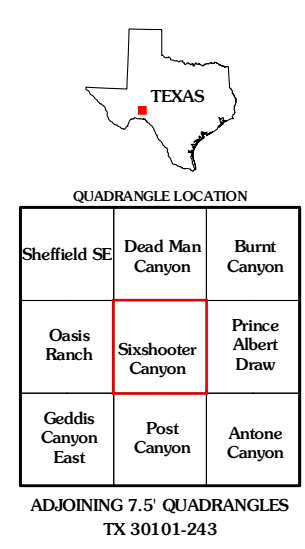 TEXAS
QUADRANGLE LOCATION
Sheffield SE
Dead Man
Canyon
Burnt
Canyon
Oasis
Ranch
Sixshooter
Canyon
Prince
Albert
Draw
Geddis
Canyon
East
Post
Canyon
Antone
Canyon
ADJOINING 7.5' QUADRANGLES
TX 30101-243